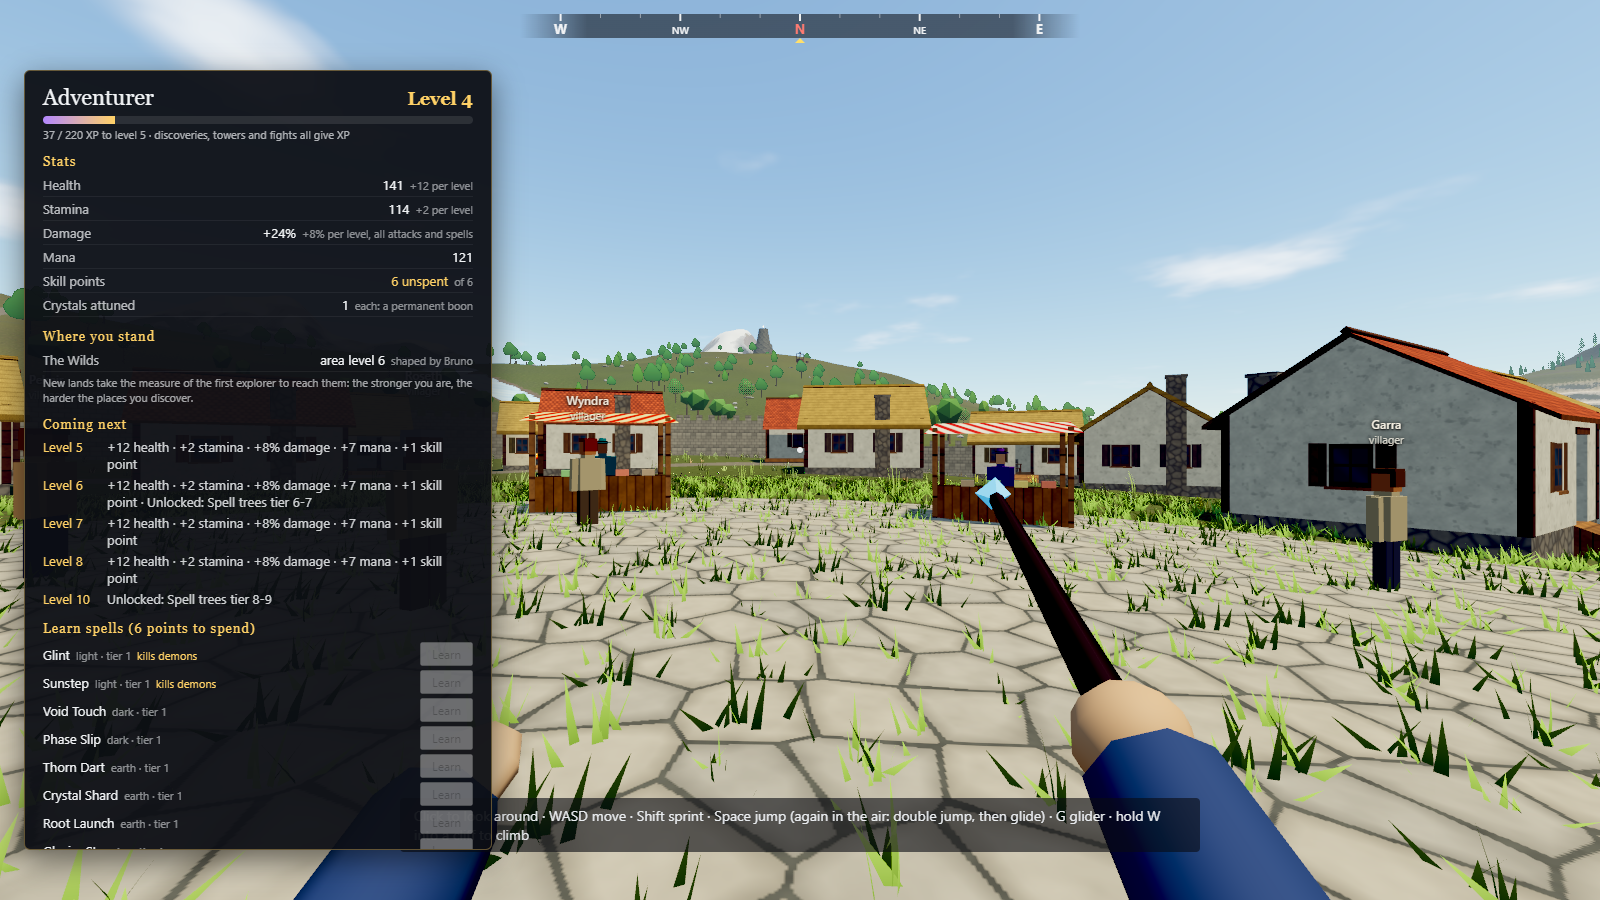 W NW N NE E
Adventurer Level 4
37 / 220 XP to level 5 · discoveries, towers and fights all give XP
Stats
Health 141 +12 per level
Stamina 114 +2 per level
Damage +24% +8% per level, all attacks and spells
Mana 121
Skill points 6 unspent of 6
Crystals attuned 1 each: a permanent boon
Where you stand
The Wilds area level 6 shaped by Bruno
New lands take the measure of the first explorer to reach them: the stronger you are, the
harder the places you discover.
Coming next
Level 5 +12 health · +2 stamina · +8% damage · +7 mana · +1 skill
point
Level 6 +12 health · +2 stamina · +8% damage · +7 mana · +1 skill
point · Unlocked: Spell trees tier 6-7
Level 7 +12 health · +2 stamina · +8% damage · +7 mana · +1 skill
point
Level 8 +12 health · +2 stamina · +8% damage · +7 mana · +1 skill
point
Level 10 Unlocked: Spell trees tier 8-9
Learn spells (6 points to spend)
Glint light · tier 1 kills demons Learn
Sunstep light · tier 1 kills demons Learn
Void Touch dark · tier 1 Learn
Phase Slip dark · tier 1 Learn
Thorn Dart earth · tier 1 Learn
Crystal Shard earth · tier 1 Learn
Root Launch earth · tier 1 Learn
Wyndra
villager
Garra
villager
around · WASD move · Shift sprint · Space jump (again in the air: double jump, then glide) · G glider · hold W
climb